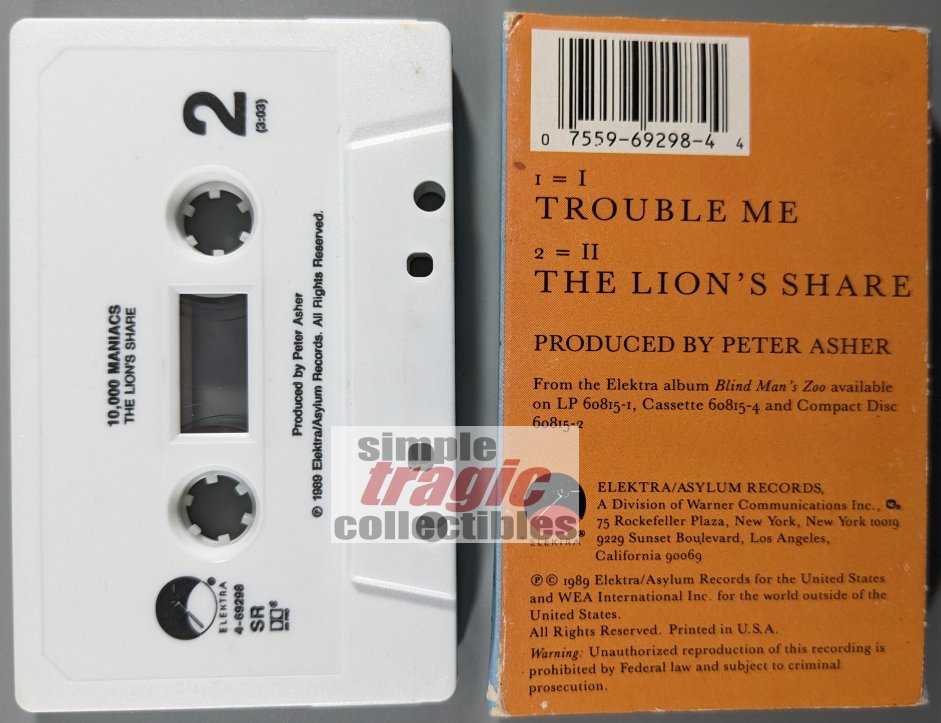 2
(3:03)
10,000 MANIACS
THE LION'S SHARE
Produced by Peter Asher
℗ 1989 Elektra/Asylum Records. All Rights Reserved.
ELEKTRA®
4-69298
SR
simple
tragic
collectibles
0 7559-69298-4 4
1 = I
TROUBLE ME
2 = II
THE LION'S SHARE
PRODUCED BY PETER ASHER
From the Elektra album Blind Man's Zoo available
on LP 60815-1, Cassette 60815-4 and Compact Disc
60815-2
ELEKTRA®
ELEKTRA/ASYLUM RECORDS,
A Division of Warner Communications Inc.,
75 Rockefeller Plaza, New York, New York 10019
9229 Sunset Boulevard, Los Angeles,
California 90069
℗ © 1989 Elektra/Asylum Records for the United States
and WEA International Inc. for the world outside of the
United States.
All Rights Reserved. Printed in U.S.A.
Warning: Unauthorized reproduction of this recording is
prohibited by Federal law and subject to criminal
prosecution.